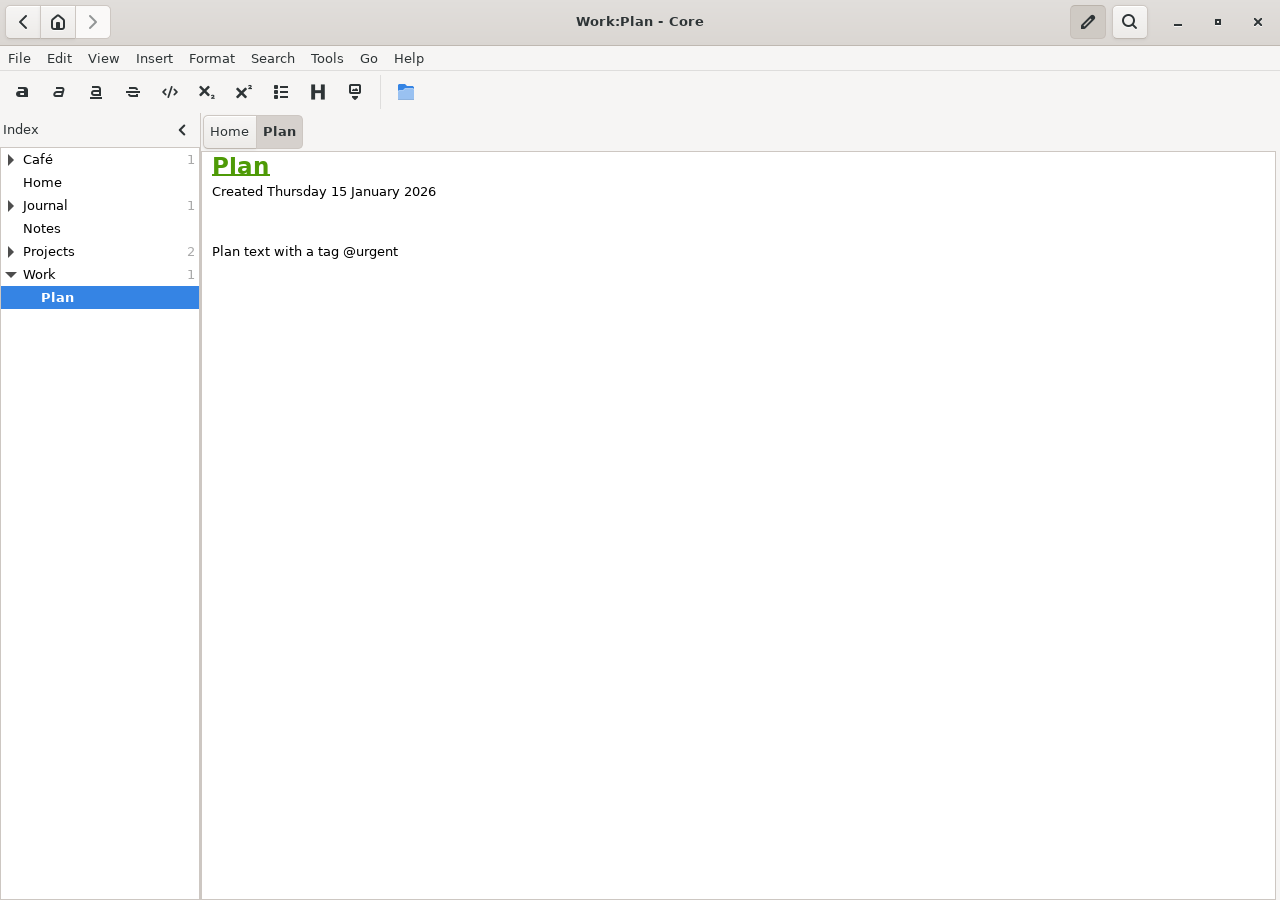 Work:Plan - Core
File Edit View Insert Format Search Tools Go Help
Index
Home Plan
Café 1
Home
Journal 1
Notes
Projects 2
Work 1
Plan
Plan
Created Thursday 15 January 2026
Plan text with a tag @urgent